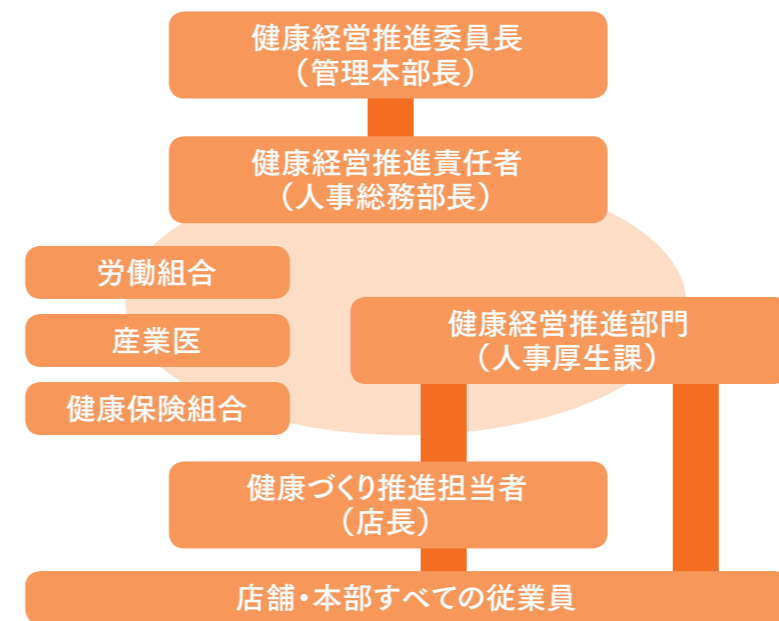 健康経営推進委員長
（管理本部長）
健康経営推進責任者
（人事総務部長）
労働組合
産業医
健康保険組合
健康経営推進部門
（人事厚生課）
健康づくり推進担当者
（店長）
店舗・本部すべての従業員